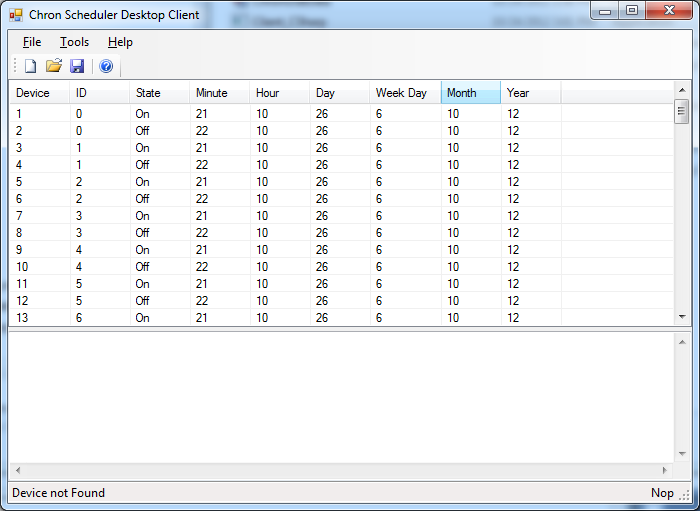 Chron Scheduler Desktop Client
File Tools Help
Device ID State Minute Hour Day Week Day Month Year
1 0 On 21 10 26 6 10 12
2 0 Off 22 10 26 6 10 12
3 1 On 21 10 26 6 10 12
4 1 Off 22 10 26 6 10 12
5 2 On 21 10 26 6 10 12
6 2 Off 22 10 26 6 10 12
7 3 On 21 10 26 6 10 12
8 3 Off 22 10 26 6 10 12
9 4 On 21 10 26 6 10 12
10 4 Off 22 10 26 6 10 12
11 5 On 21 10 26 6 10 12
12 5 Off 22 10 26 6 10 12
13 6 On 21 10 26 6 10 12
Device not Found Nop